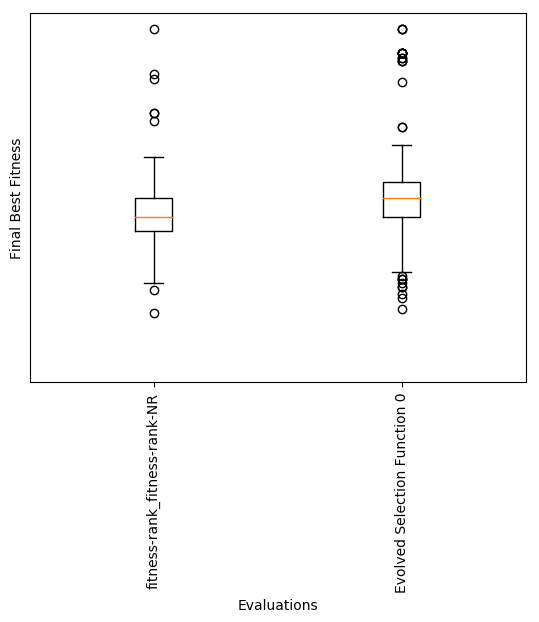 Final Best Fitness
fitness-rank_fitness-rank-NR
Evolved Selection Function 0
Evaluations